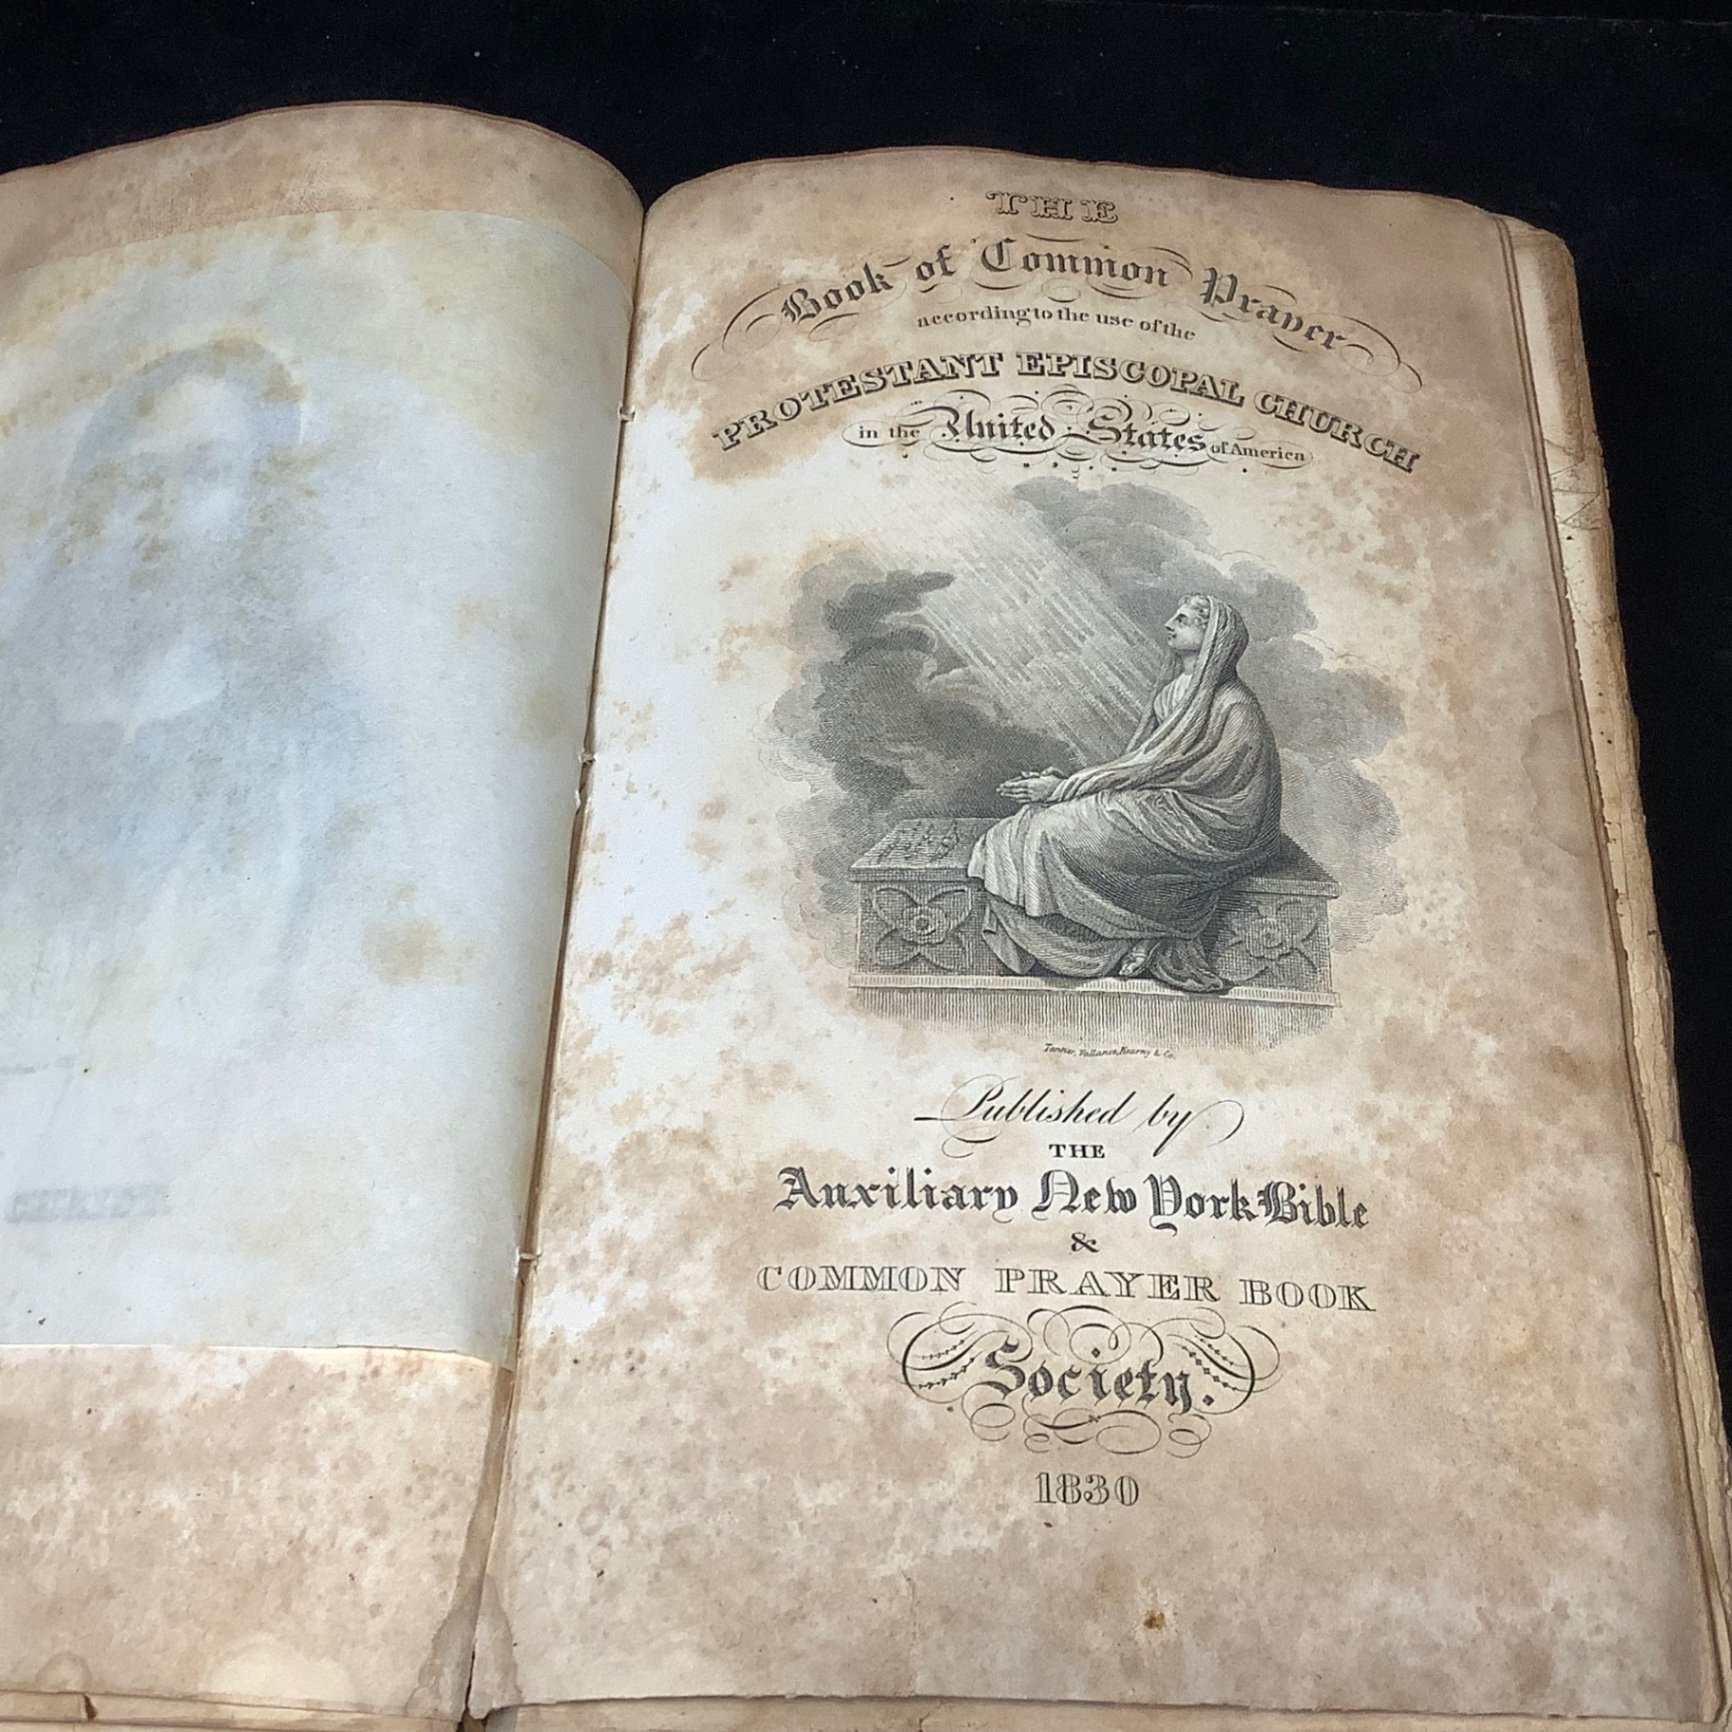 THE
Book of Common Prayer
according to the use of the
PROTESTANT EPISCOPAL CHURCH
in the United States of America
Tanner, Vallance, Kearny & Co.
Published by
THE
Auxiliary New York Bible
&
COMMON PRAYER BOOK
Society.
1830